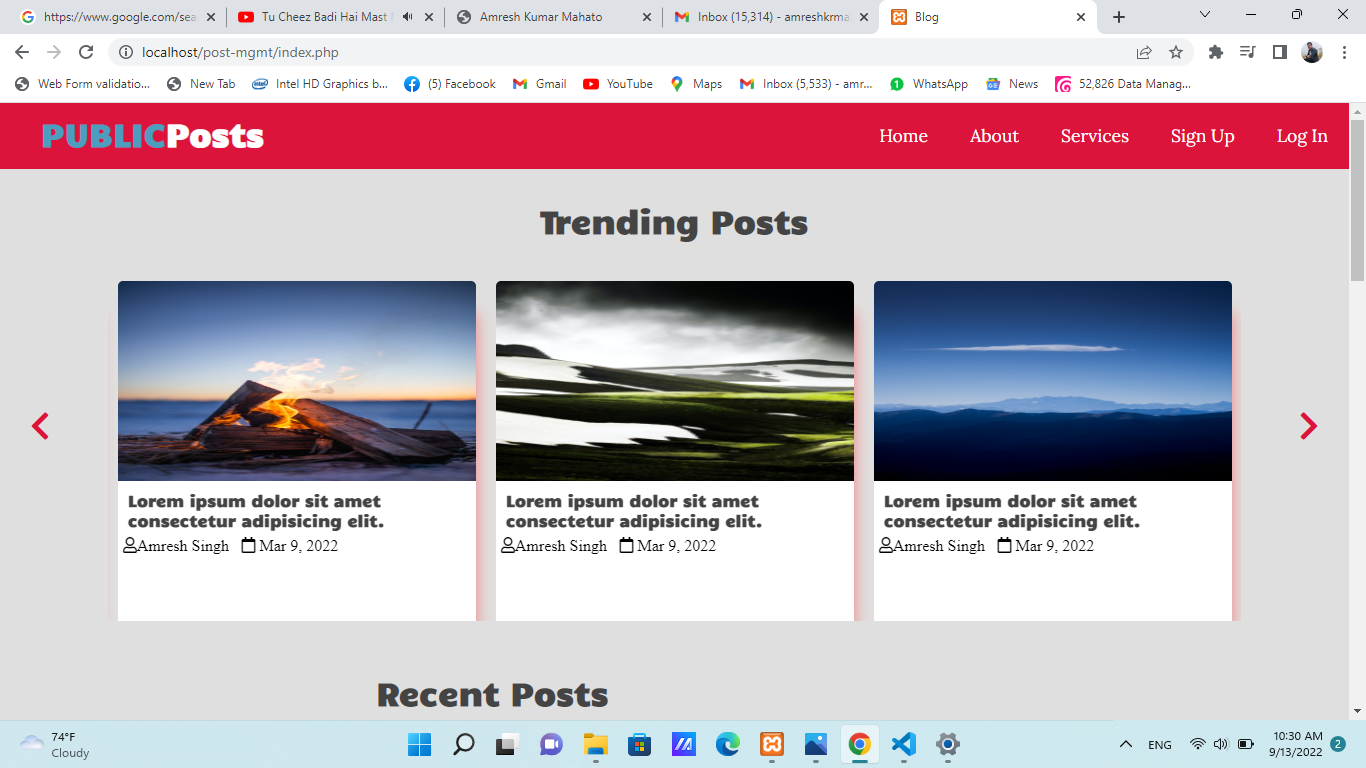 https://www.google.com/sea
Tu Cheez Badi Hai Mast
Amresh Kumar Mahato
Inbox (15,314) - amreshkrma
Blog
localhost/post-mgmt/index.php
Web Form validatio...
New Tab
Intel HD Graphics b...
(5) Facebook
Gmail
YouTube
Maps
Inbox (5,533) - amr...
1
WhatsApp
News
52,826 Data Manag...
PUBLICPosts
Home
About
Services
Sign Up
Log In
Trending Posts
Lorem ipsum dolor sit amet
consectetur adipisicing elit.
Amresh Singh Mar 9, 2022
Lorem ipsum dolor sit amet
consectetur adipisicing elit.
Amresh Singh Mar 9, 2022
Lorem ipsum dolor sit amet
consectetur adipisicing elit.
Amresh Singh Mar 9, 2022
Recent Posts
74°F
Cloudy
ENG
10:30 AM
9/13/2022
2